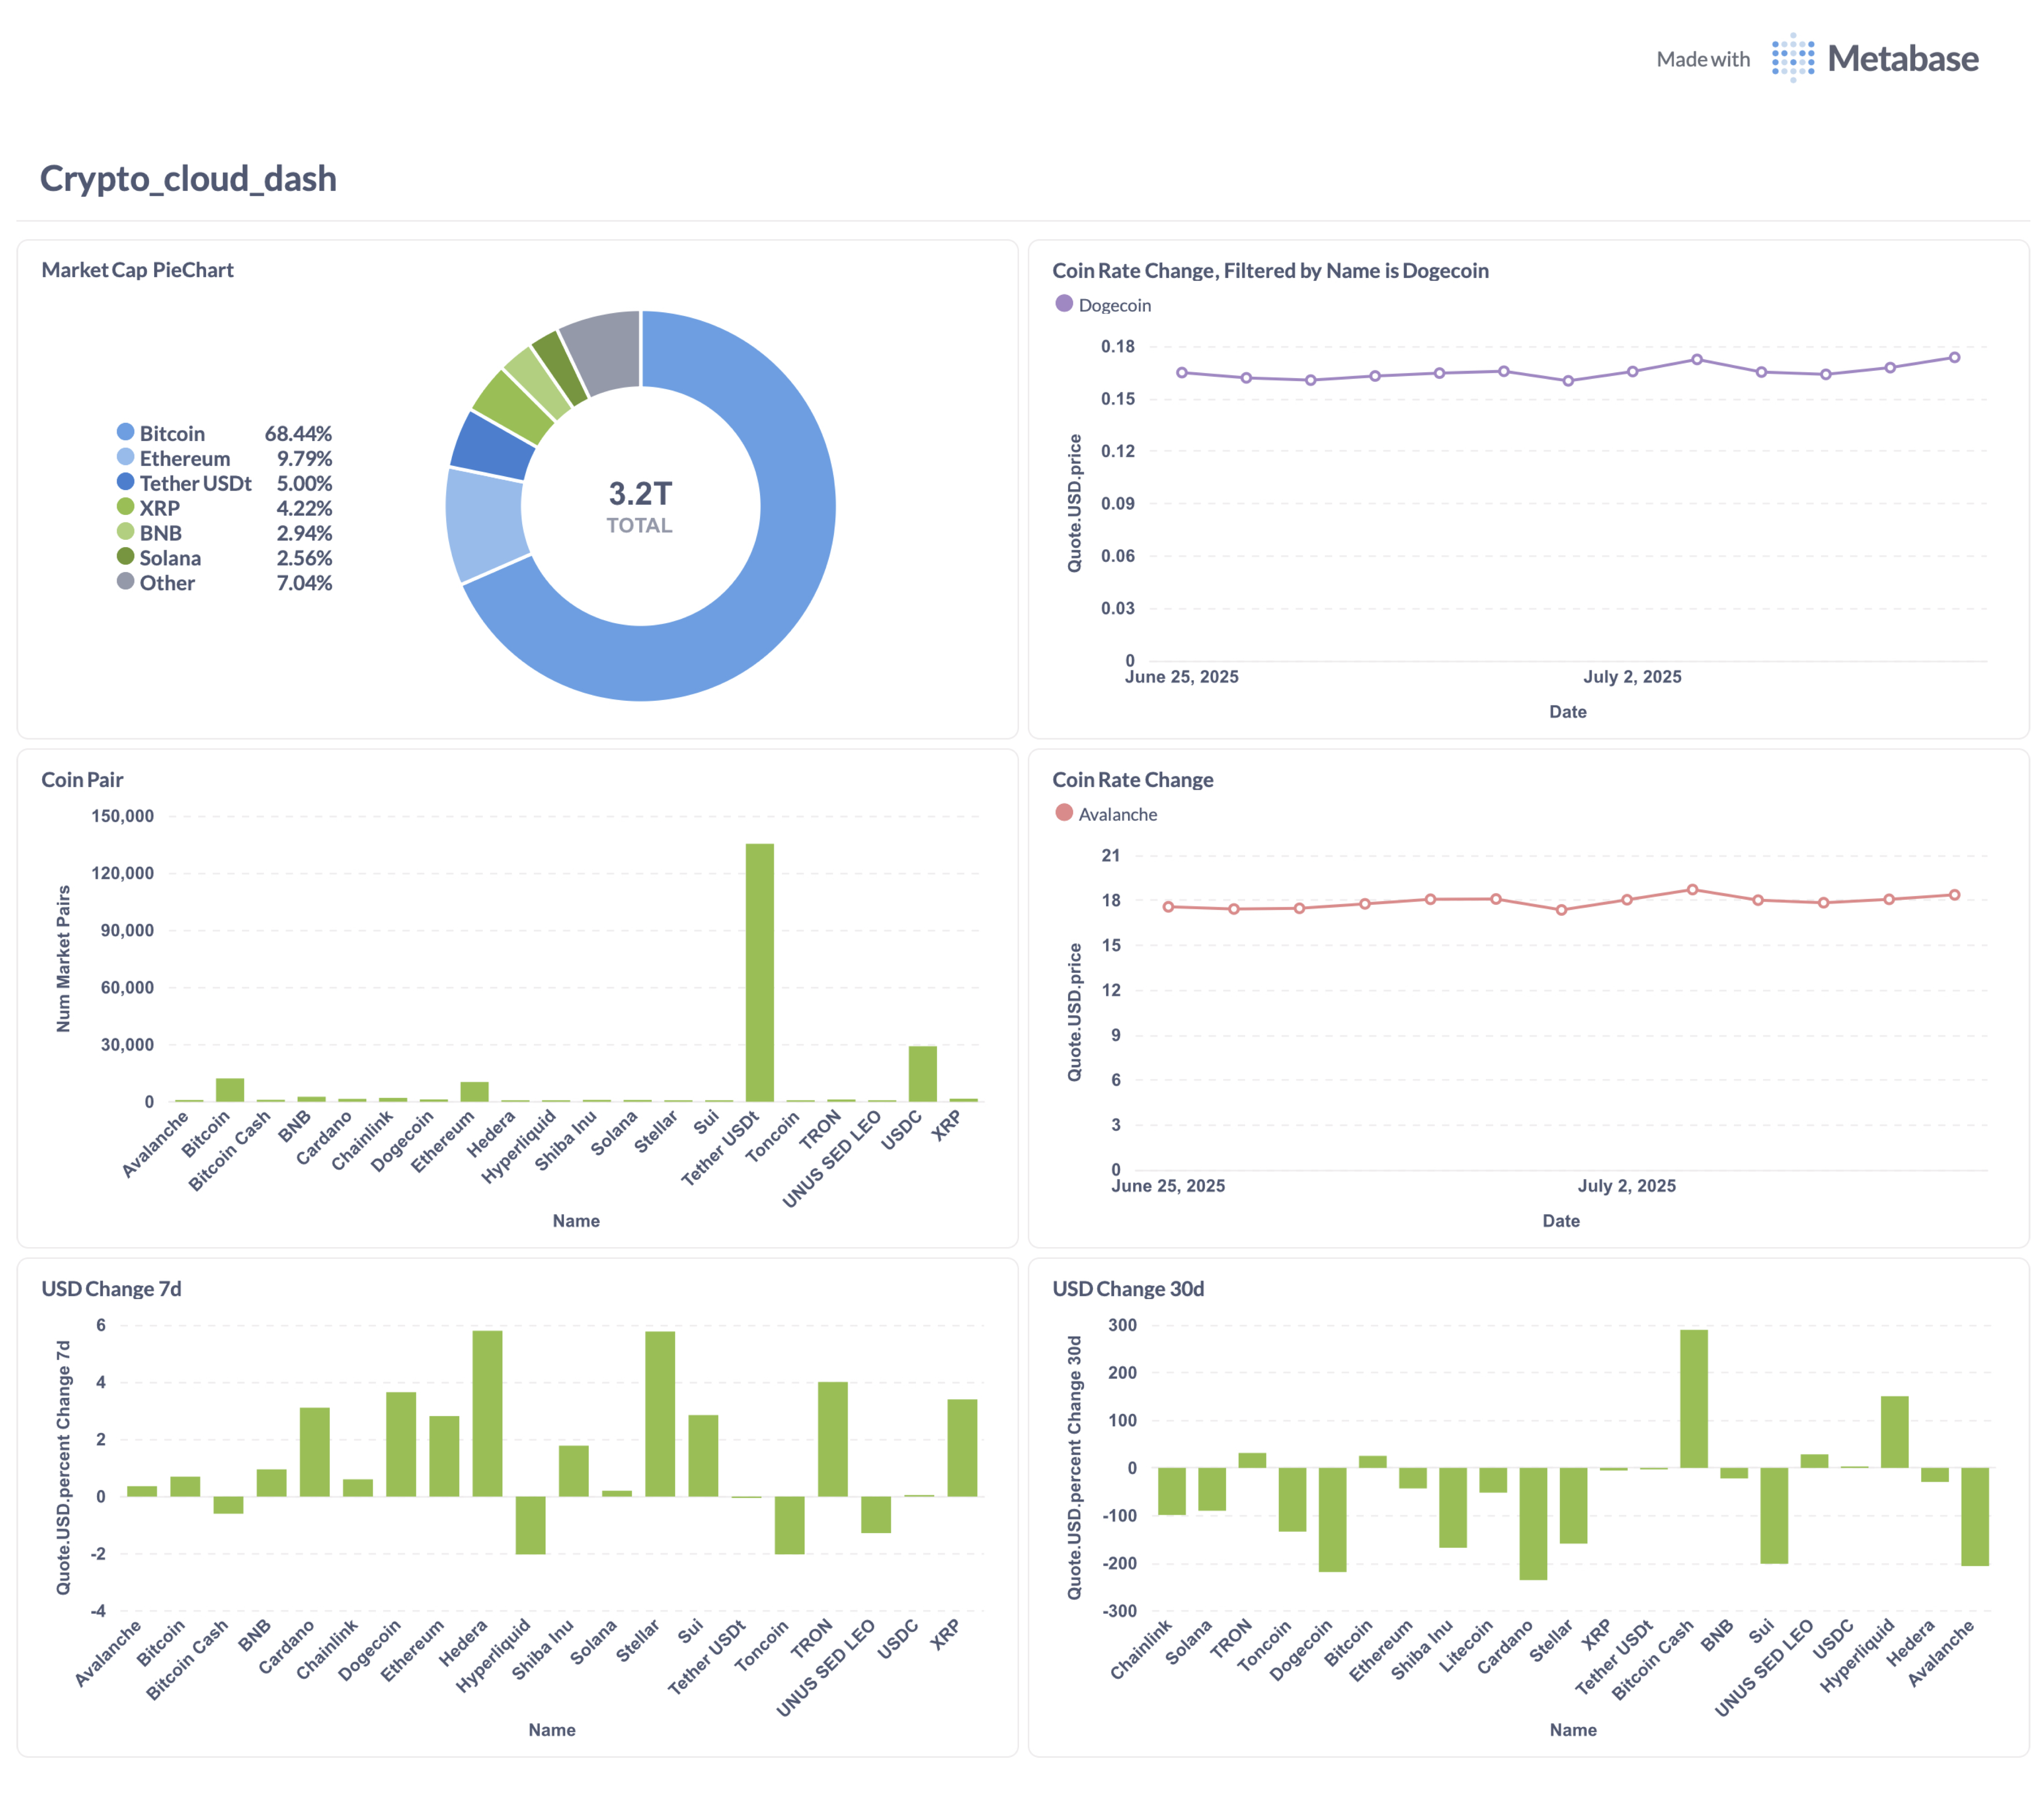 Made with Metabase
Crypto_cloud_dash
Market Cap PieChart
Bitcoin 68.44%
Ethereum 9.79%
Tether USDt 5.00%
XRP 4.22%
BNB 2.94%
Solana 2.56%
Other 7.04%
3.2T
TOTAL
Coin Rate Change, Filtered by Name is Dogecoin
Dogecoin
Quote.USD.price
0.18
0.15
0.12
0.09
0.06
0.03
0
June 25, 2025 July 2, 2025
Date
Coin Pair
Num Market Pairs
150,000
120,000
90,000
60,000
30,000
0
Avalanche
Bitcoin
Bitcoin Cash
BNB
Cardano
Chainlink
Dogecoin
Ethereum
Hedera
Hyperliquid
Shiba Inu
Solana
Stellar
Sui
Tether USDt
Toncoin
TRON
UNUS SED LEO
USDC
XRP
Name
Coin Rate Change
Avalanche
Quote.USD.price
21
18
15
12
9
6
3
0
June 25, 2025 July 2, 2025
Date
USD Change 7d
Quote.USD.percent Change 7d
6
4
2
0
-2
-4
Avalanche
Bitcoin
Bitcoin Cash
BNB
Cardano
Chainlink
Dogecoin
Ethereum
Hedera
Hyperliquid
Shiba Inu
Solana
Stellar
Sui
Tether USDt
Toncoin
TRON
UNUS SED LEO
USDC
XRP
Name
USD Change 30d
Quote.USD.percent Change 30d
300
200
100
0
-100
-200
-300
Chainlink
Solana
TRON
Toncoin
Dogecoin
Bitcoin
Ethereum
Shiba Inu
Litecoin
Cardano
Stellar
XRP
Tether USDt
Bitcoin Cash
BNB
Sui
UNUS SED LEO
USDC
Hyperliquid
Hedera
Avalanche
Name